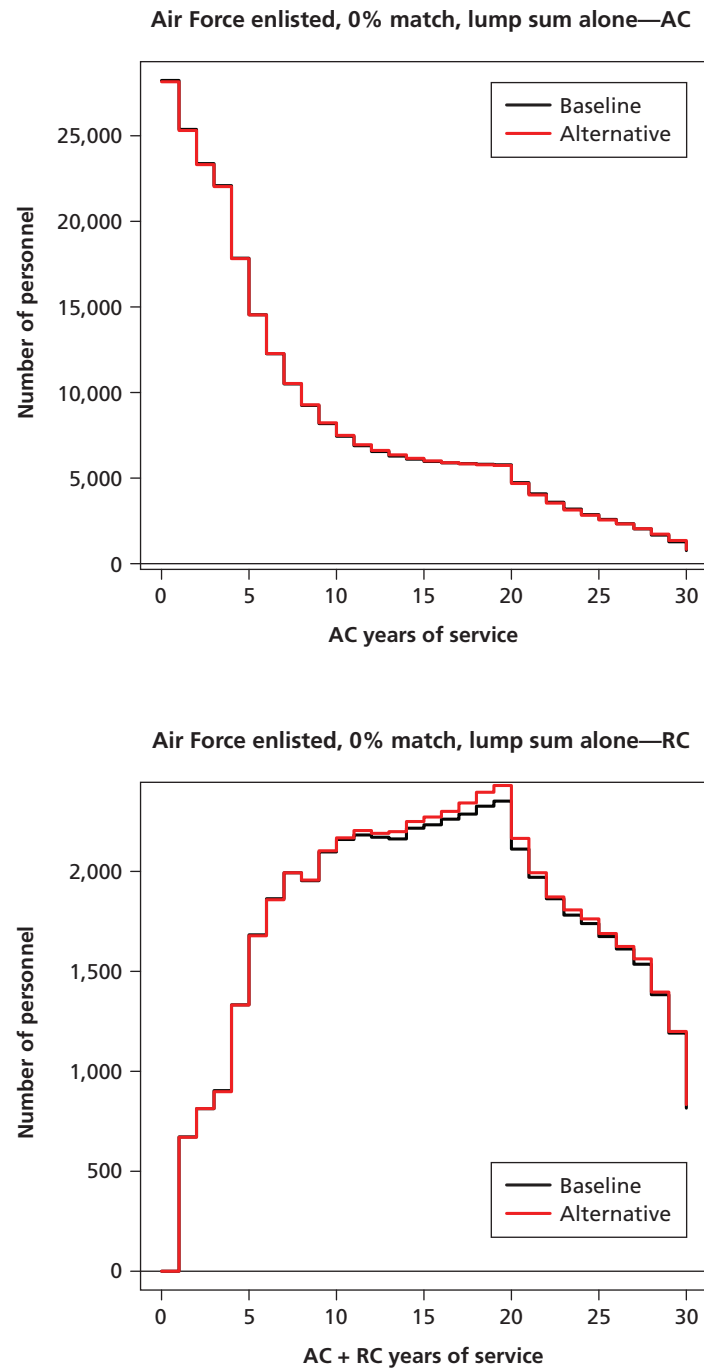 Air Force enlisted, 0% match, lump sum alone—AC
Baseline
Alternative
Number of personnel
25,000
20,000
15,000
10,000
5,000
0
0 5 10 15 20 25 30
AC years of service
Air Force enlisted, 0% match, lump sum alone—RC
Number of personnel
2,000
1,500
1,000
500
0
Baseline
Alternative
0 5 10 15 20 25 30
AC + RC years of service